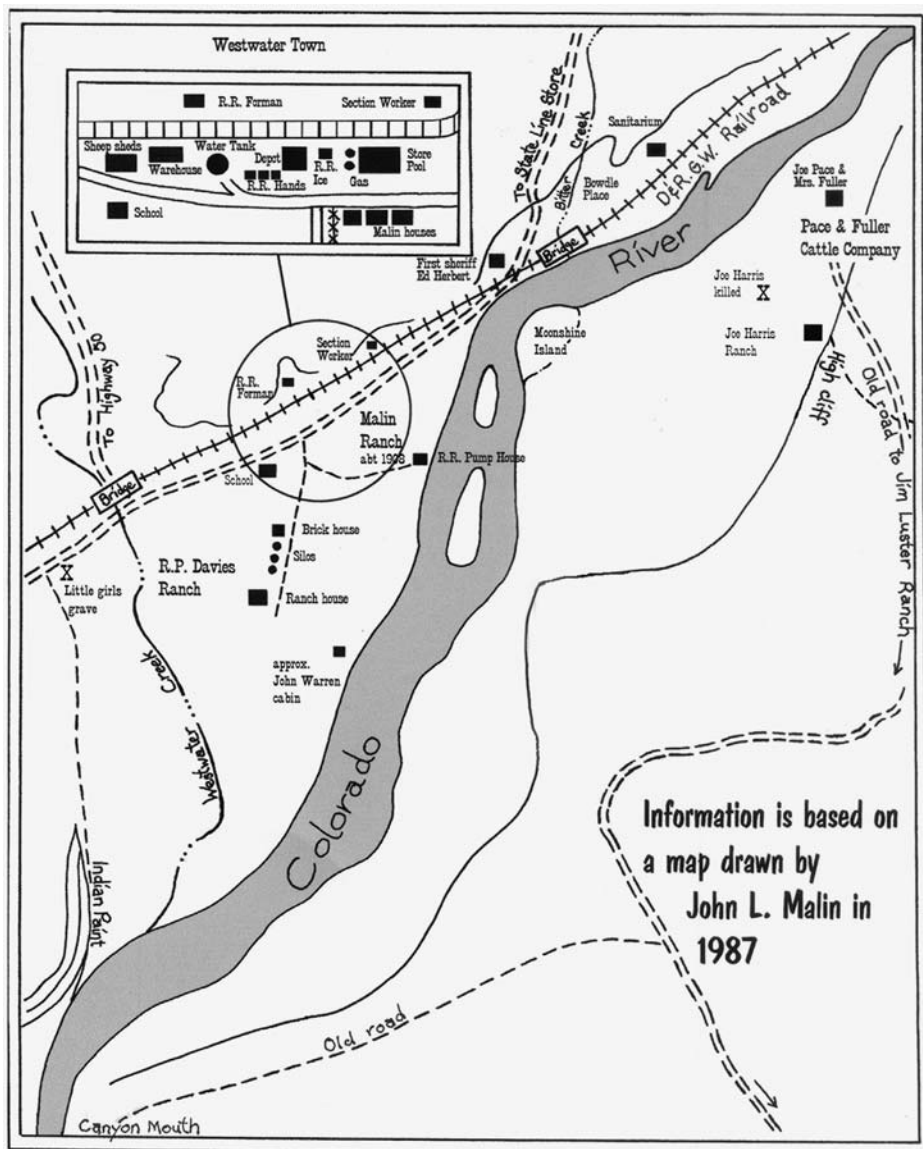 Westwater Town
R.R. Forman
Section Worker
Sheep sheds
Warehouse
Water Tank
Depot
R.R. Hands
R.R.
Ice
Gas
Store
Pool
School
Malin houses
To State Line Store
Bitter Creek
Sanitarium
Bowdle
Place
D&R.G.W. Railroad
Joe Pace &
Mrs. Fuller
Pace & Fuller
Cattle Company
First sheriff
Ed Herbert
Bridge
River
Joe Harris
killed X
Joe Harris
Ranch
High cliff
Old road to Jim Luster Ranch
Moonshine
Island
To Highway 50
Section
Worker
R.R.
Forman
Malin
Ranch
abt 1908
R.R. Pump House
School
Bridge
Brick house
Silos
R.P. Davies
Ranch
Ranch house
X
Little girls
grave
approx.
John Warren
cabin
Westwater Creek
Colorado
Indian Paint
Information is based on
a map drawn by
John L. Malin in
1987
Old road
Canyon Mouth